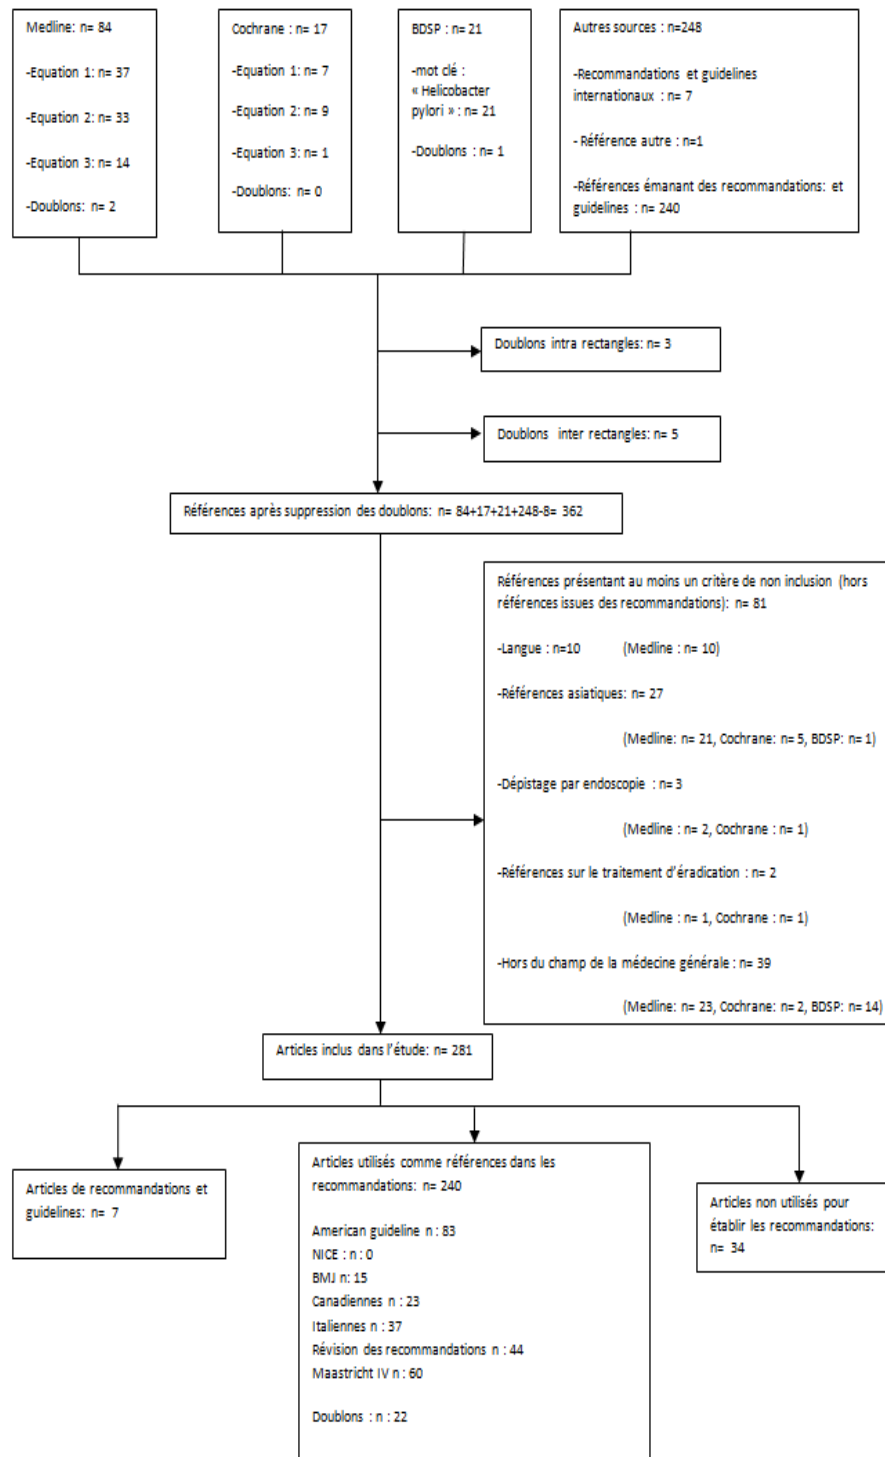 Medline: n= 84
-Equation 1: n= 37
-Equation 2: n= 33
-Equation 3: n= 14
-Doublons: n= 2
Cochrane : n= 17
-Equation 1: n= 7
-Equation 2: n= 9
-Equation 3: n= 1
-Doublons: n= 0
BDSP : n= 21
-mot clé :
« Helicobacter
pylori » : n= 21
-Doublons : n= 1
Autres sources : n=248
-Recommandations et guidelines
internationaux : n= 7
- Référence autre : n=1
-Références émanant des recommandations: et
guidelines : n= 240
Doublons intra rectangles: n= 3
Doublons inter rectangles: n= 5
Références après suppression des doublons: n= 84+17+21+248-8= 362
Références présentant au moins un critère de non inclusion (hors
références issues des recommandations): n= 81
-Langue : n=10 (Medline : n= 10)
-Références asiatiques: n= 27
(Medline: n= 21, Cochrane: n= 5, BDSP: n= 1)
-Dépistage par endoscopie : n= 3
(Medline : n= 2, Cochrane : n= 1)
-Références sur le traitement d'éradication : n= 2
(Medline : n= 1, Cochrane : n= 1)
-Hors du champ de la médecine générale : n= 39
(Medline: n= 23, Cochrane: n= 2, BDSP: n= 14)
Articles inclus dans l'étude: n= 281
Articles de recommandations et
guidelines: n= 7
Articles utilisés comme références dans les
recommandations: n= 240
American guideline n : 83
NICE : n : 0
BMJ n: 15
Canadiennes n : 23
Italiennes n : 37
Révision des recommandations n : 44
Maastricht IV n : 60
Doublons : n : 22
Articles non utilisés pour
établir les recommandations:
n= 34